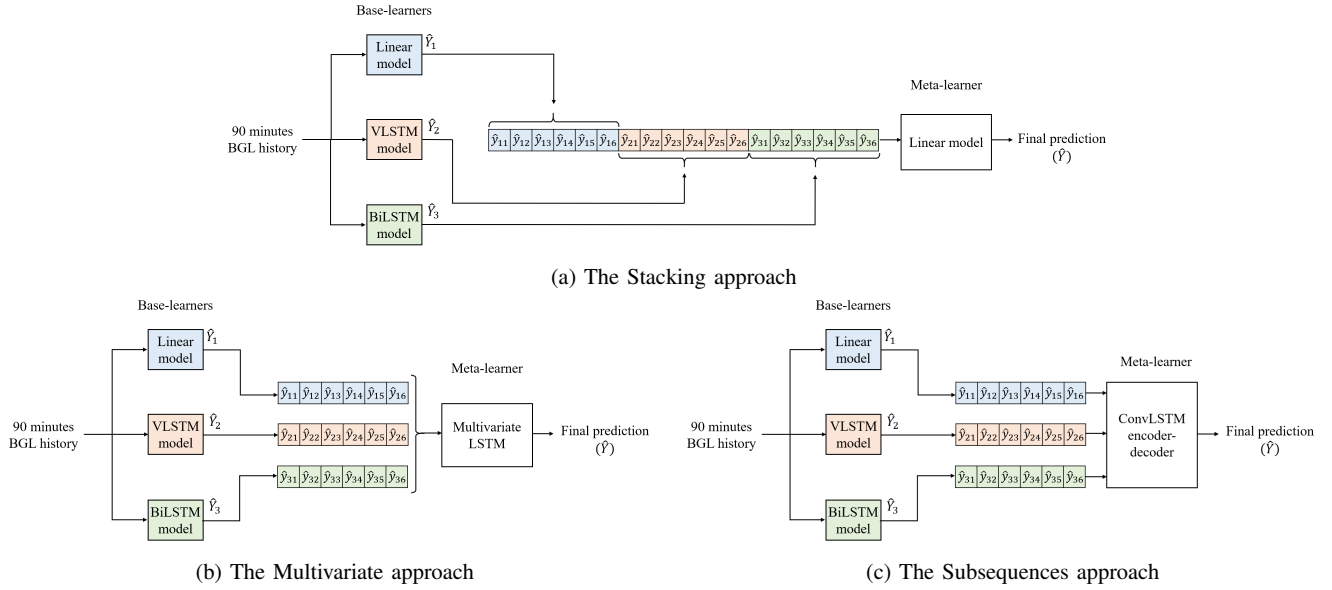 Base-learners
Linear
model
Ŷ₁
90 minutes
BGL history
VLSTM
model
Ŷ₂
BiLSTM
model
Ŷ₃
ŷ₁₁ ŷ₁₂ ŷ₁₃ ŷ₁₄ ŷ₁₅ ŷ₁₆ ŷ₂₁ ŷ₂₂ ŷ₂₃ ŷ₂₄ ŷ₂₅ ŷ₂₆ ŷ₃₁ ŷ₃₂ ŷ₃₃ ŷ₃₄ ŷ₃₅ ŷ₃₆
Meta-learner
Linear model
Final prediction
(Ŷ)
(a) The Stacking approach
Base-learners
Linear
model
Ŷ₁
90 minutes
BGL history
VLSTM
model
Ŷ₂
BiLSTM
model
Ŷ₃
ŷ₁₁ ŷ₁₂ ŷ₁₃ ŷ₁₄ ŷ₁₅ ŷ₁₆
ŷ₂₁ ŷ₂₂ ŷ₂₃ ŷ₂₄ ŷ₂₅ ŷ₂₆
ŷ₃₁ ŷ₃₂ ŷ₃₃ ŷ₃₄ ŷ₃₅ ŷ₃₆
Meta-learner
Multivariate
LSTM
Final prediction
(Ŷ)
(b) The Multivariate approach
Base-learners
Linear
model
Ŷ₁
90 minutes
BGL history
VLSTM
model
Ŷ₂
BiLSTM
model
Ŷ₃
ŷ₁₁ ŷ₁₂ ŷ₁₃ ŷ₁₄ ŷ₁₅ ŷ₁₆
ŷ₂₁ ŷ₂₂ ŷ₂₃ ŷ₂₄ ŷ₂₅ ŷ₂₆
ŷ₃₁ ŷ₃₂ ŷ₃₃ ŷ₃₄ ŷ₃₅ ŷ₃₆
Meta-learner
ConvLSTM
encoder-
decoder
Final prediction
(Ŷ)
(c) The Subsequences approach